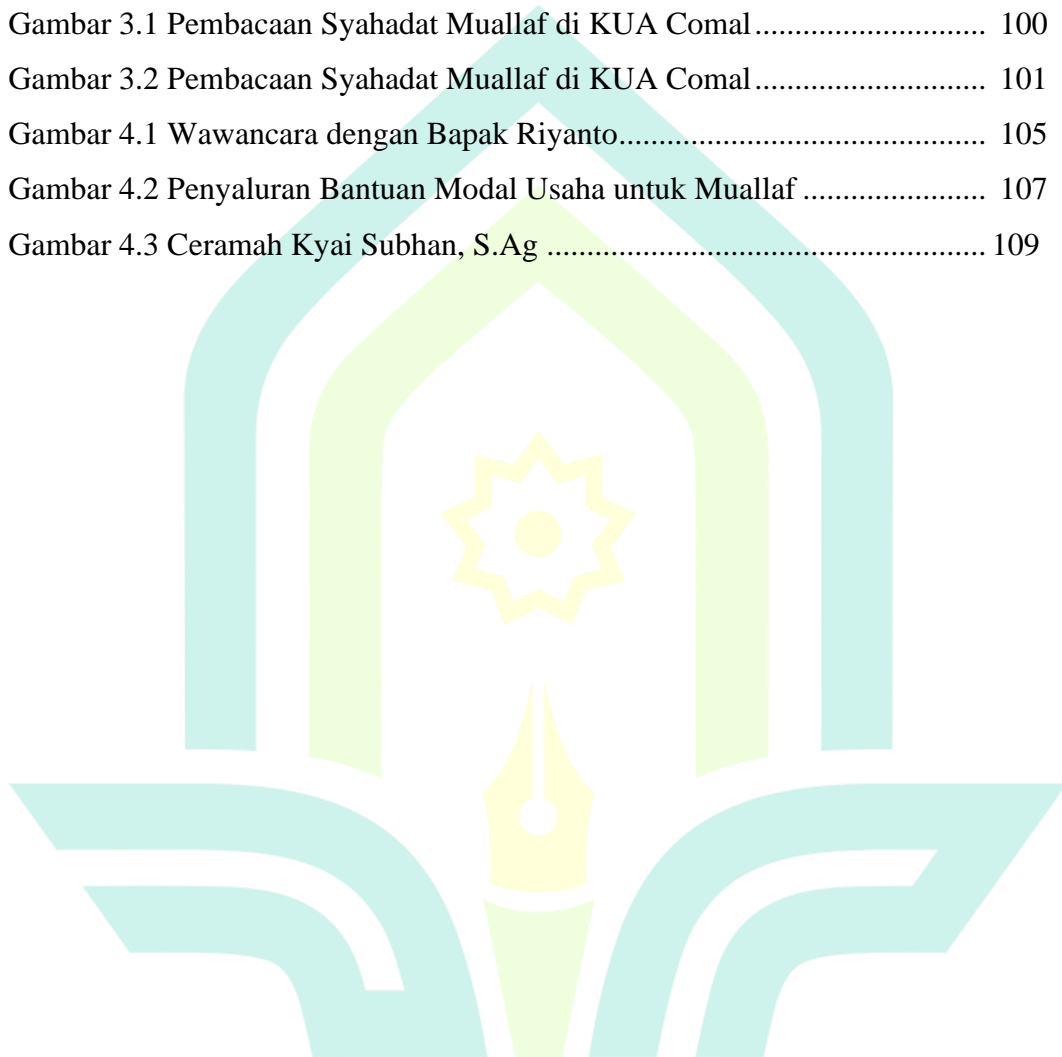 Gambar 3.1 Pembacaan Syahadat Muallaf di KUA Comal............................. 100
Gambar 3.2 Pembacaan Syahadat Muallaf di KUA Comal............................. 101
Gambar 4.1 Wawancara dengan Bapak Riyanto.............................................. 105
Gambar 4.2 Penyaluran Bantuan Modal Usaha untuk Muallaf ....................... 107
Gambar 4.3 Ceramah Kyai Subhan, S.Ag ....................................................... 109